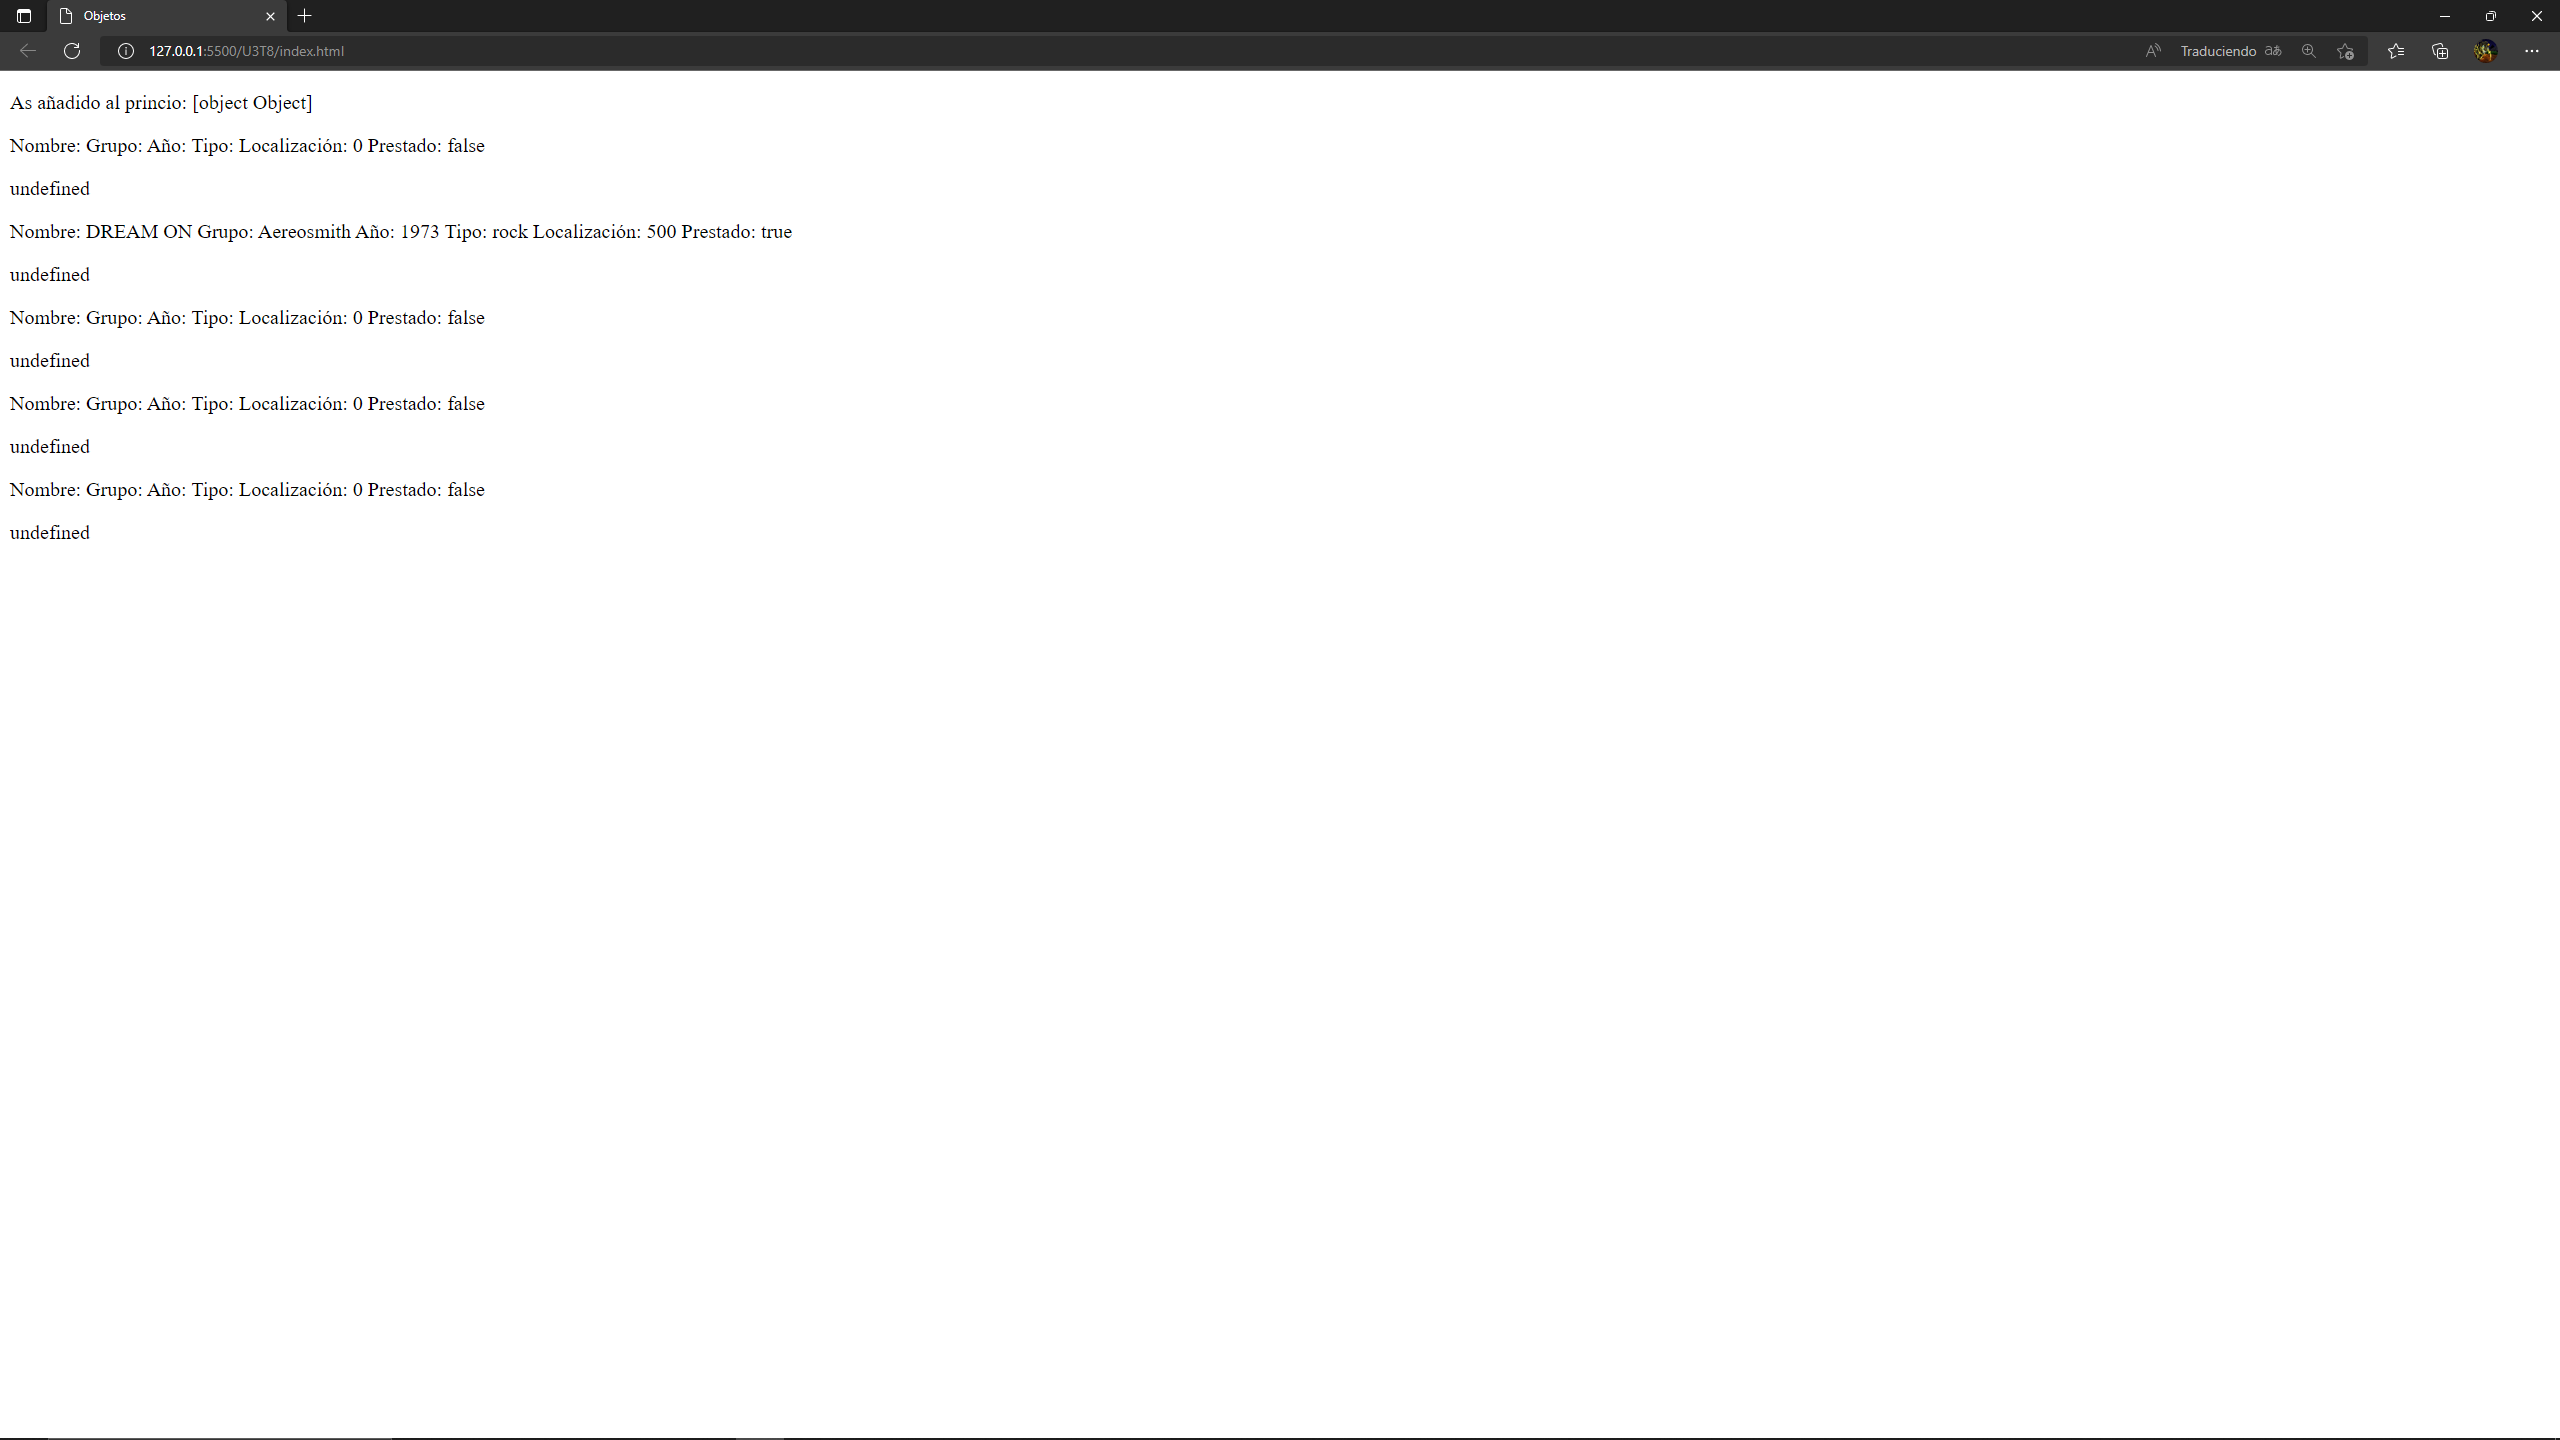 Objetos
127.0.0.1:5500/U3T8/index.html
Traduciendo
As añadido al princio: [object Object]
Nombre: Grupo: Año: Tipo: Localización: 0 Prestado: false
undefined
Nombre: DREAM ON Grupo: Aereosmith Año: 1973 Tipo: rock Localización: 500 Prestado: true
undefined
Nombre: Grupo: Año: Tipo: Localización: 0 Prestado: false
undefined
Nombre: Grupo: Año: Tipo: Localización: 0 Prestado: false
undefined
Nombre: Grupo: Año: Tipo: Localización: 0 Prestado: false
undefined